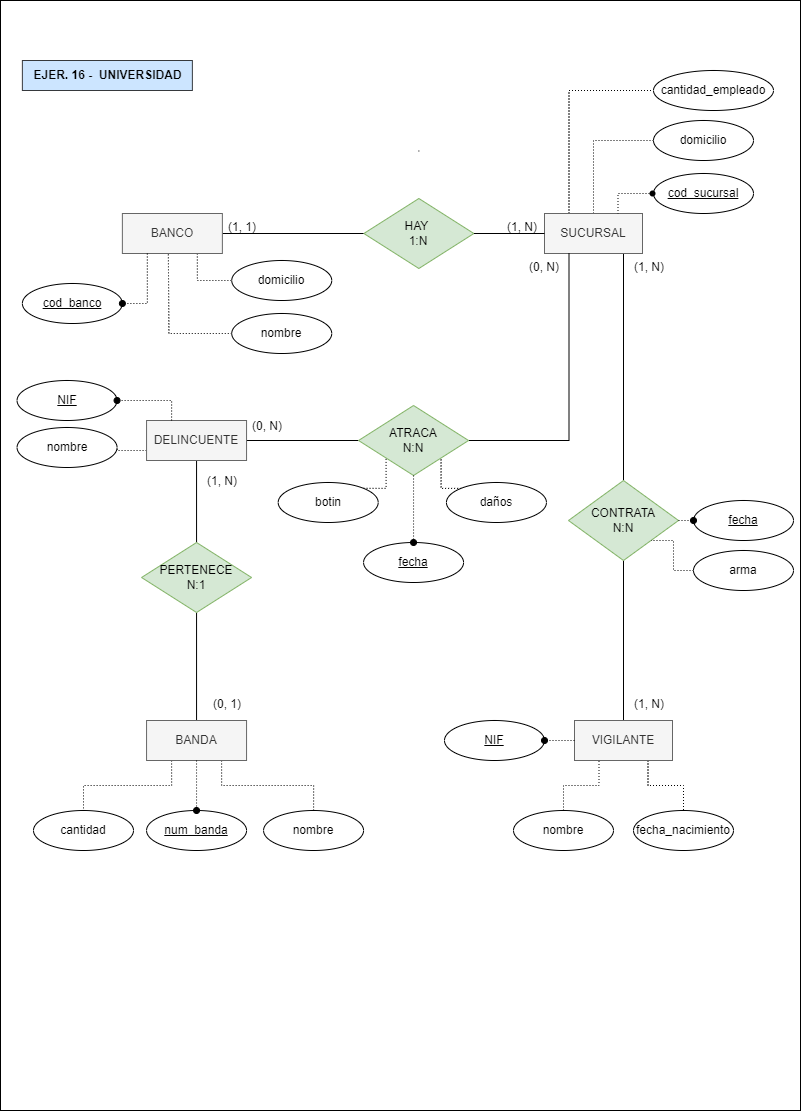 EJER. 16 - UNIVERSIDAD
cantidad_empleado
domicilio
cod_sucursal
BANCO
(1, 1)
HAY
1:N
(1, N)
SUCURSAL
(0, N)
(1, N)
domicilio
cod_banco
nombre
NIF
nombre
DELINCUENTE
(0, N)
ATRACA
N:N
(1, N)
botin
daños
fecha
CONTRATA
N:N
fecha
arma
PERTENECE
N:1
(0, 1)
(1, N)
BANDA
NIF
VIGILANTE
cantidad
num_banda
nombre
nombre
fecha_nacimiento